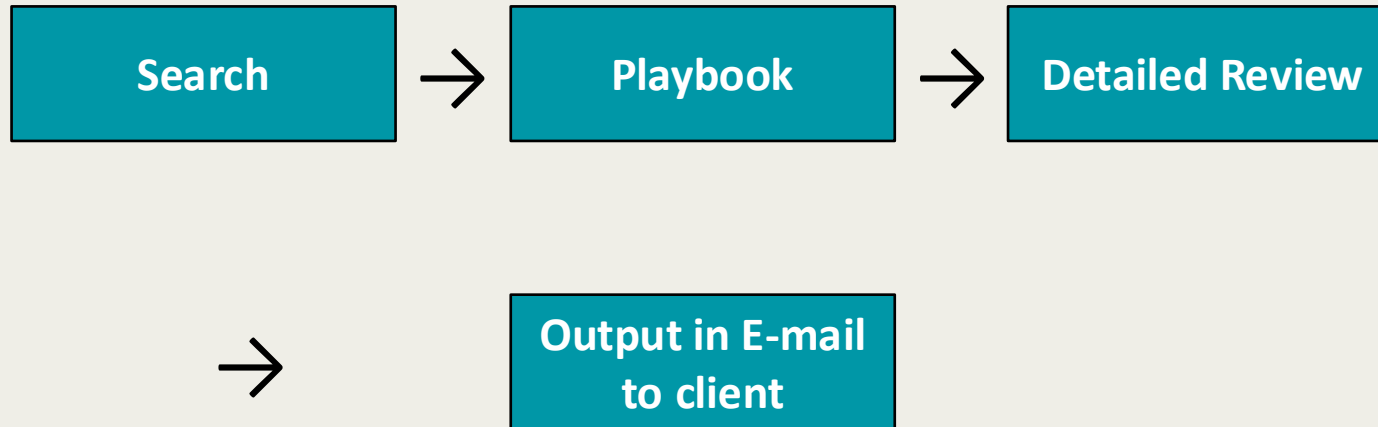 Search
Playbook
Detailed Review
Output in E-mail
to client